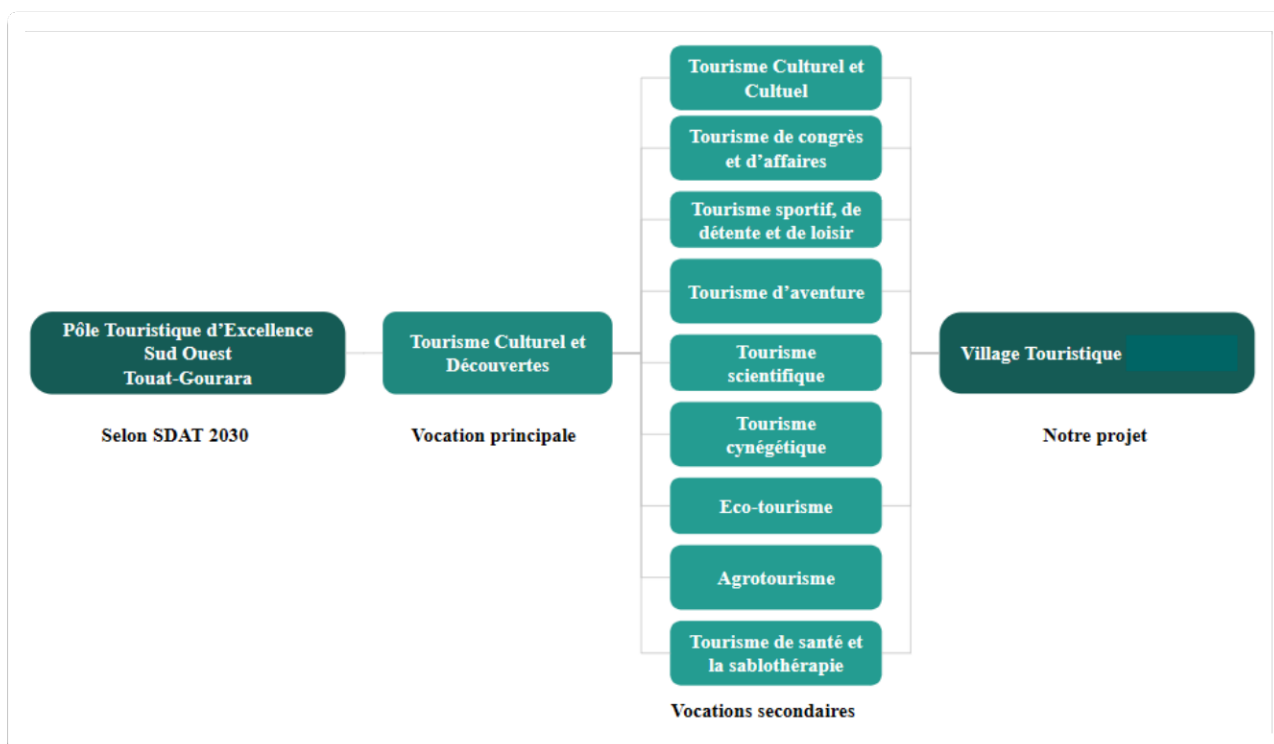 Pôle Touristique d'Excellence
Sud Ouest
Touat-Gourara
Selon SDAT 2030
Tourisme Culturel et
Découvertes
Vocation principale
Tourisme Culturel et
Cultuel
Tourisme de congrès
et d'affaires
Tourisme sportif, de
détente et de loisir
Tourisme d'aventure
Tourisme
scientifique
Tourisme
cynégétique
Eco-tourisme
Agrotourisme
Tourisme de santé et
la sablothérapie
Vocations secondaires
Village Touristique
Notre projet